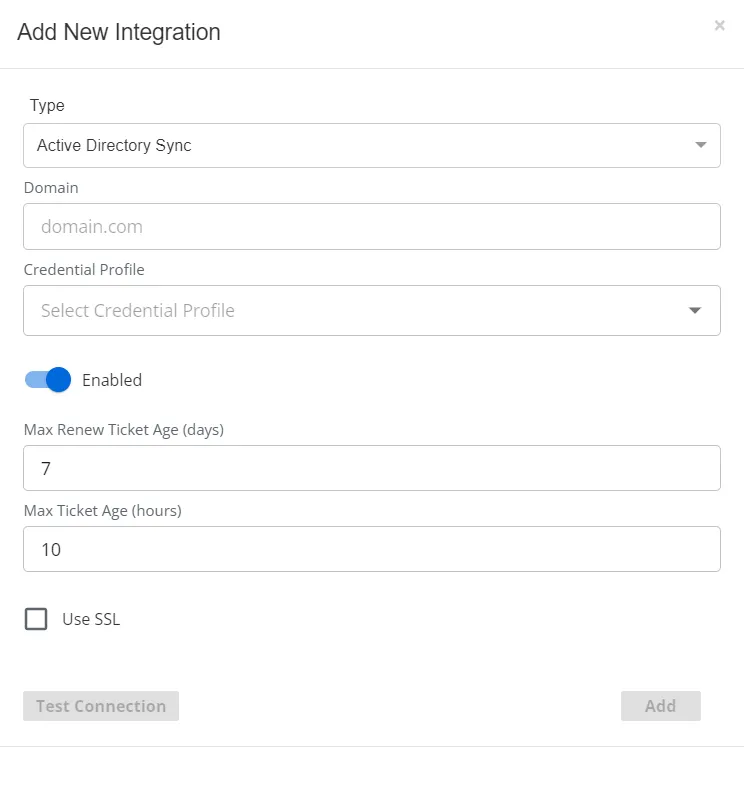 Add New Integration
×
Type
Active Directory Sync
Domain
domain.com
Credential Profile
Select Credential Profile
Enabled
Max Renew Ticket Age (days)
7
Max Ticket Age (hours)
10
Use SSL
Test Connection
Add